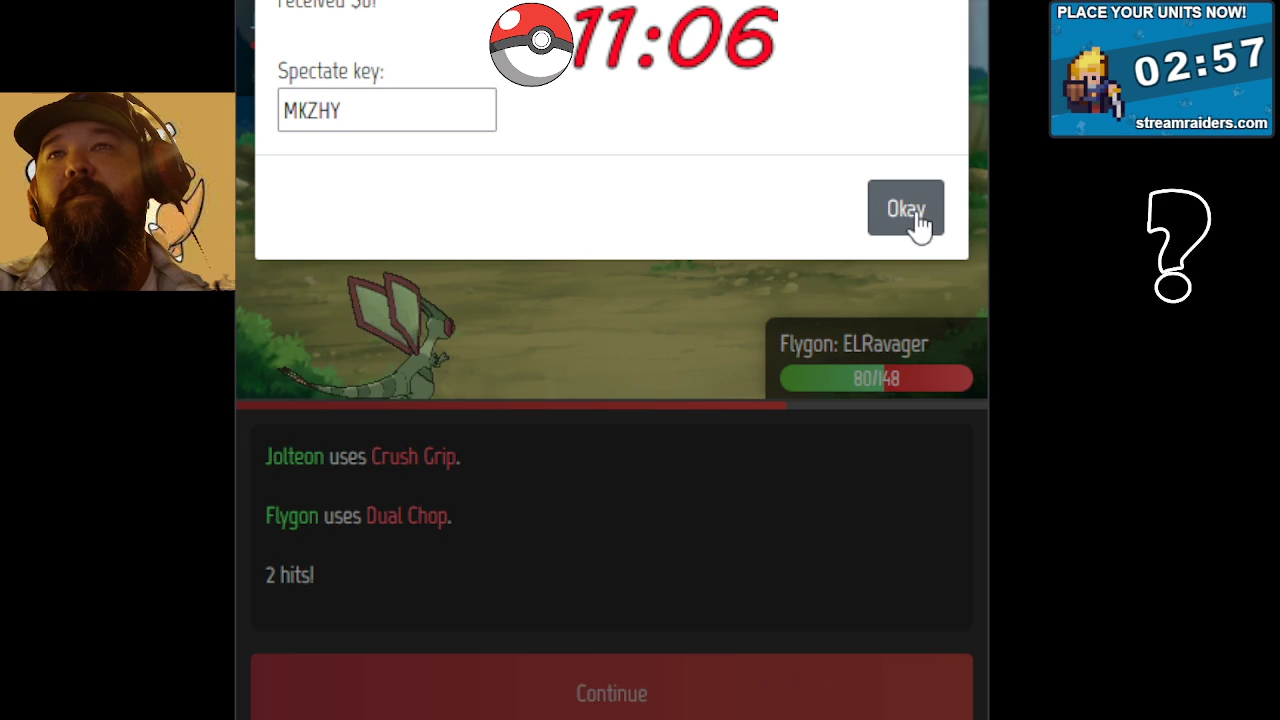 received $6!
11:06
PLACE YOUR UNITS NOW!
02:57
streamraiders.com
Spectate key:
MKZHY
Okay
?
Flygon: ELRavager
80/148
Jolteon uses Crush Grip.
Flygon uses Dual Chop.
2 hits!
Continue